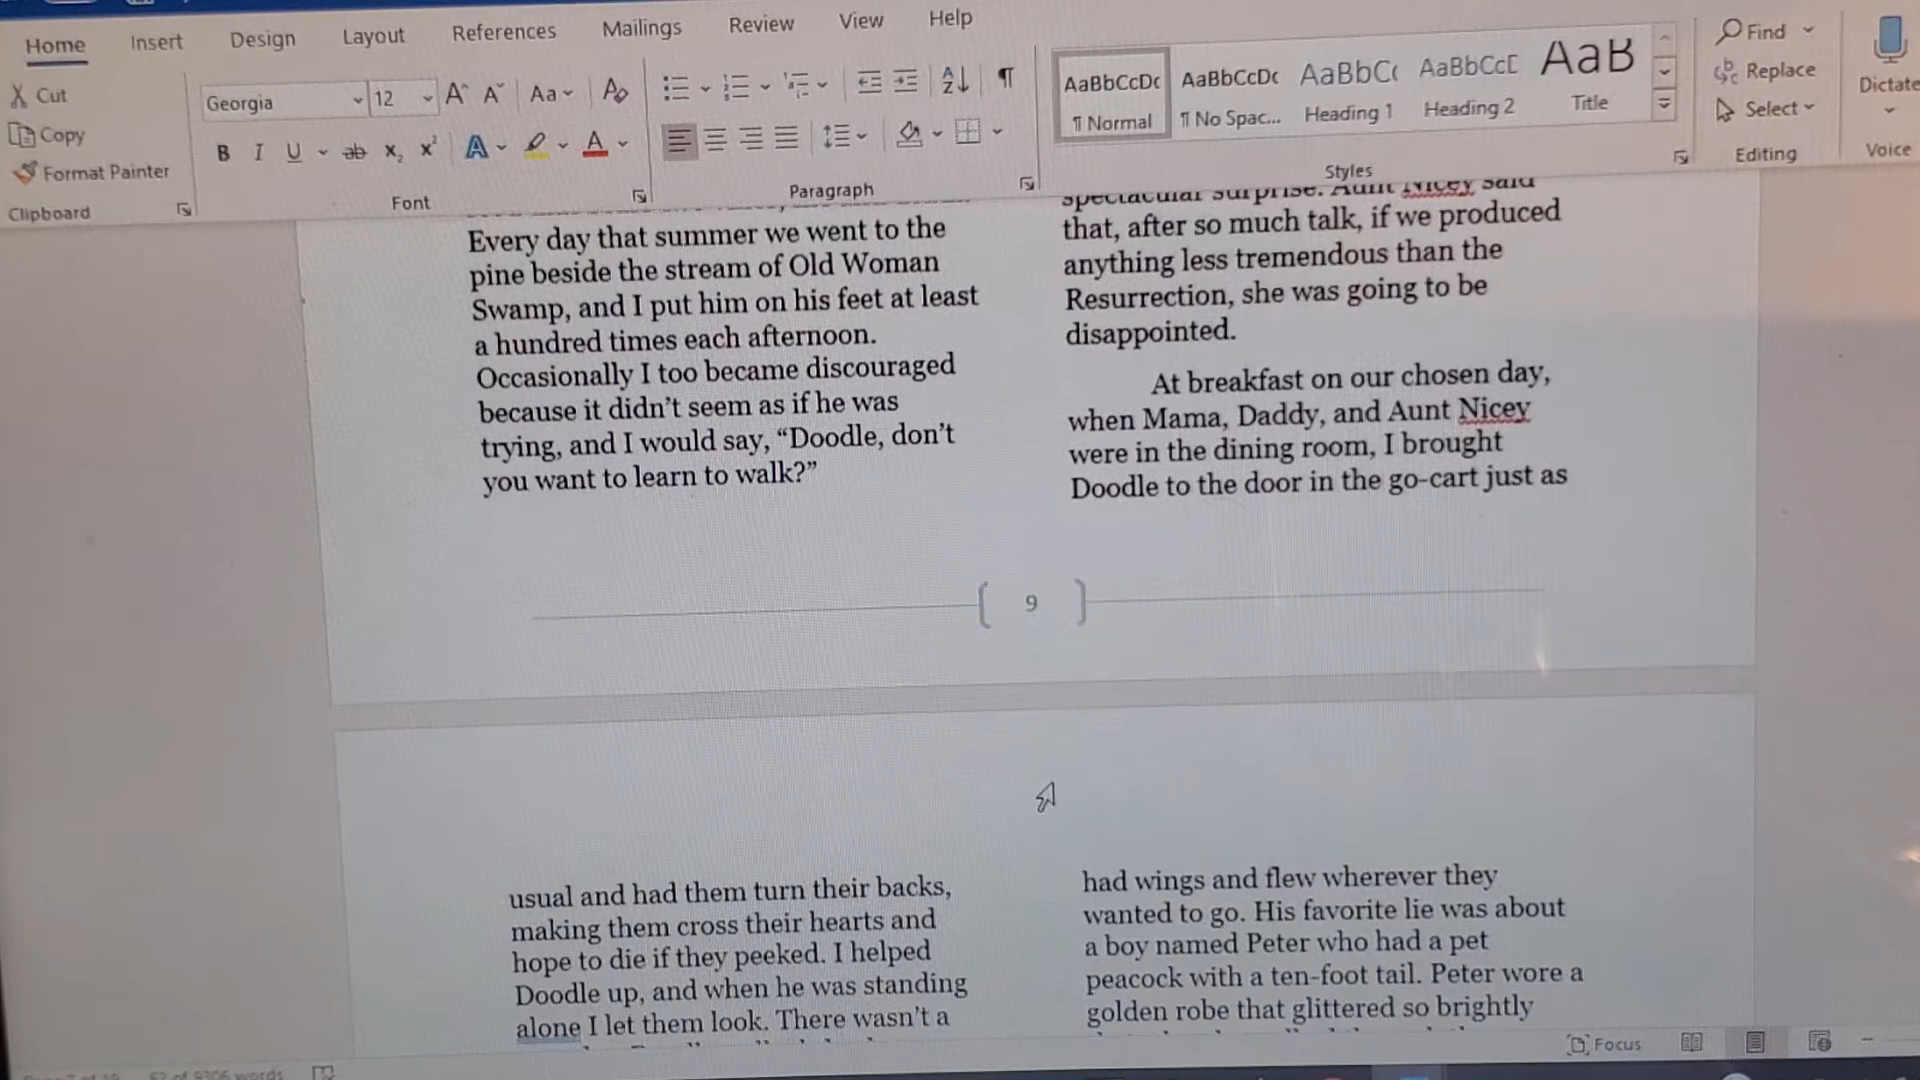 Home Insert Design Layout References Mailings Review View Help
Cut
Copy
Format Painter
Clipboard
Georgia 12
Aa
B I U ab x₂ x² A A
Font
Paragraph
AaBbCcDc AaBbCcDc AaBbCc AaBbCcD AaB
¶ Normal ¶ No Spac... Heading 1 Heading 2 Title
Styles
Find
Replace
Select
Editing
Dictate
Voice
Every day that summer we went to the
pine beside the stream of Old Woman
Swamp, and I put him on his feet at least
a hundred times each afternoon.
Occasionally I too became discouraged
because it didn’t seem as if he was
trying, and I would say, “Doodle, don’t
you want to learn to walk?”
spectacular surprise. Aunt Nicey said
that, after so much talk, if we produced
anything less tremendous than the
Resurrection, she was going to be
disappointed.
At breakfast on our chosen day,
when Mama, Daddy, and Aunt Nicey
were in the dining room, I brought
Doodle to the door in the go-cart just as
9
usual and had them turn their backs,
making them cross their hearts and
hope to die if they peeked. I helped
Doodle up, and when he was standing
alone I let them look. There wasn’t a
had wings and flew wherever they
wanted to go. His favorite lie was about
a boy named Peter who had a pet
peacock with a ten-foot tail. Peter wore a
golden robe that glittered so brightly
Focus